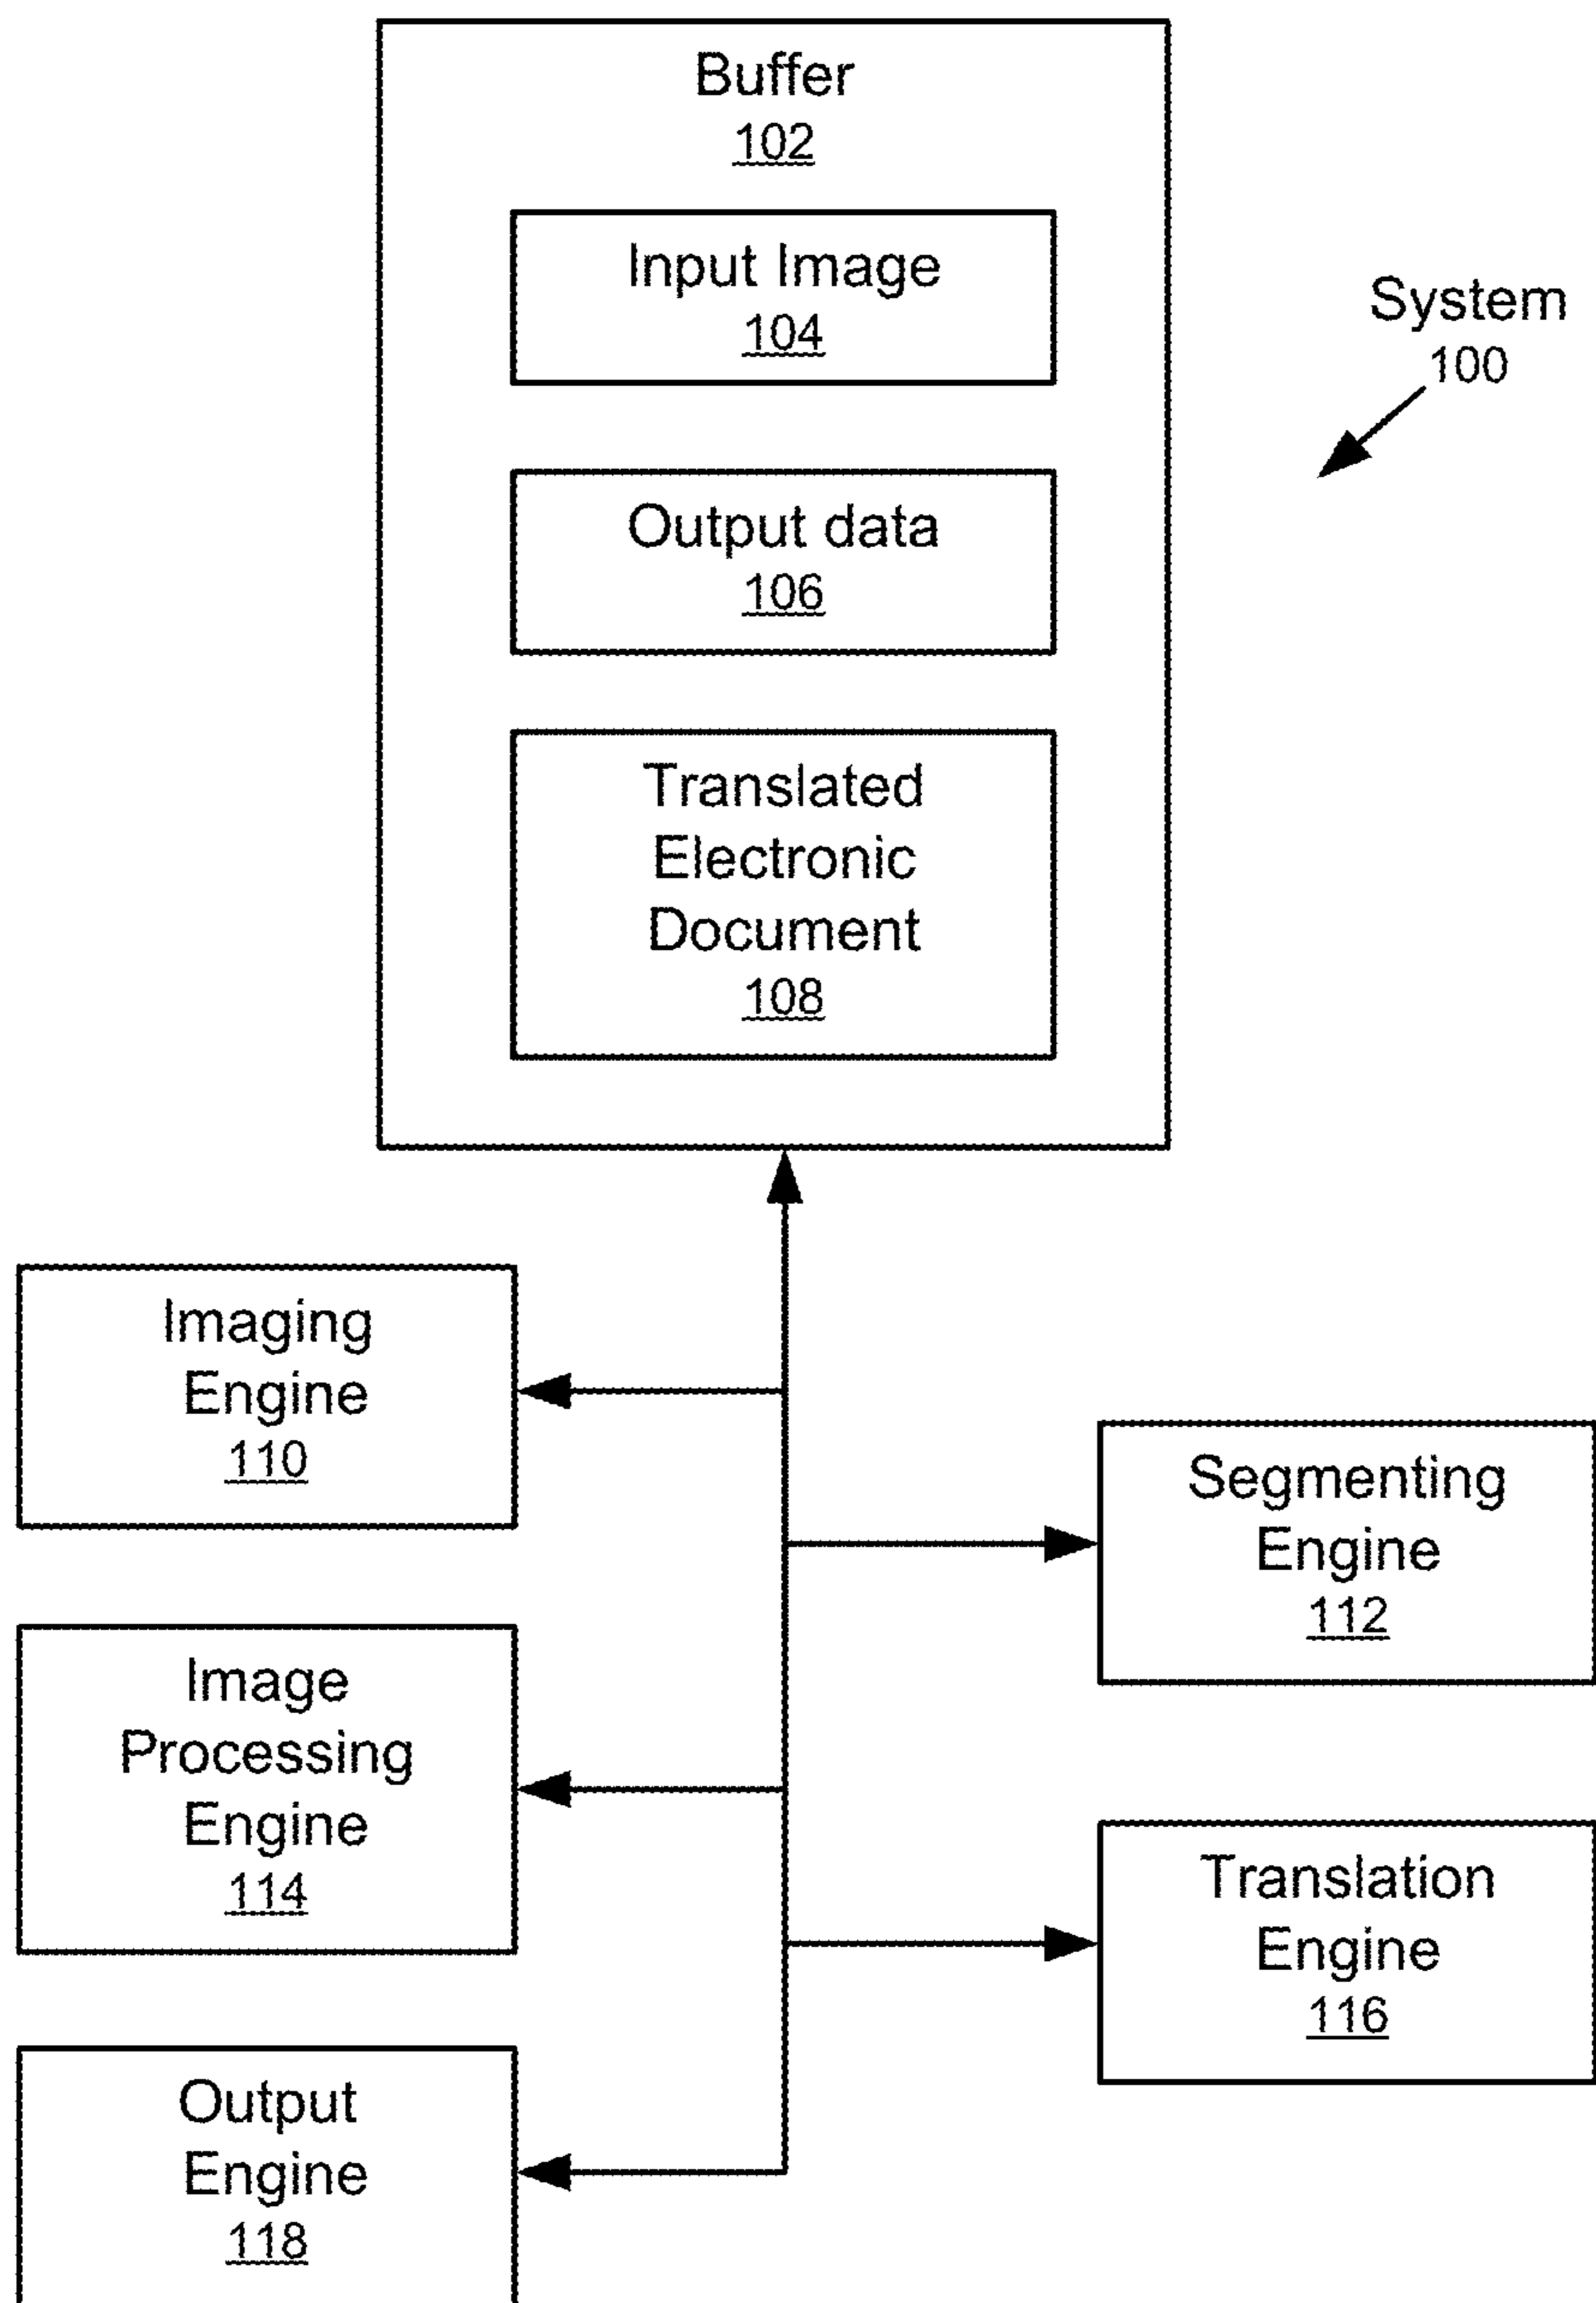 Buffer
102
Input Image
104
System
100
Output data
106
Translated
Electronic
Document
108
Imaging
Engine
110
Segmenting
Engine
112
Image
Processing
Engine
114
Translation
Engine
116
Output
Engine
118